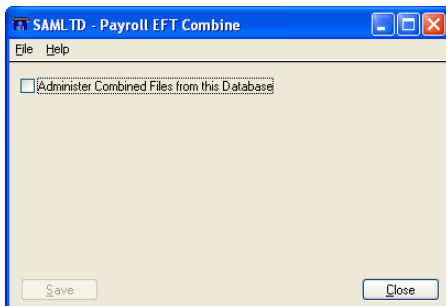 SAMLTD - Payroll EFT Combine
File Help
Administer Combined Files from this Database
Save Close